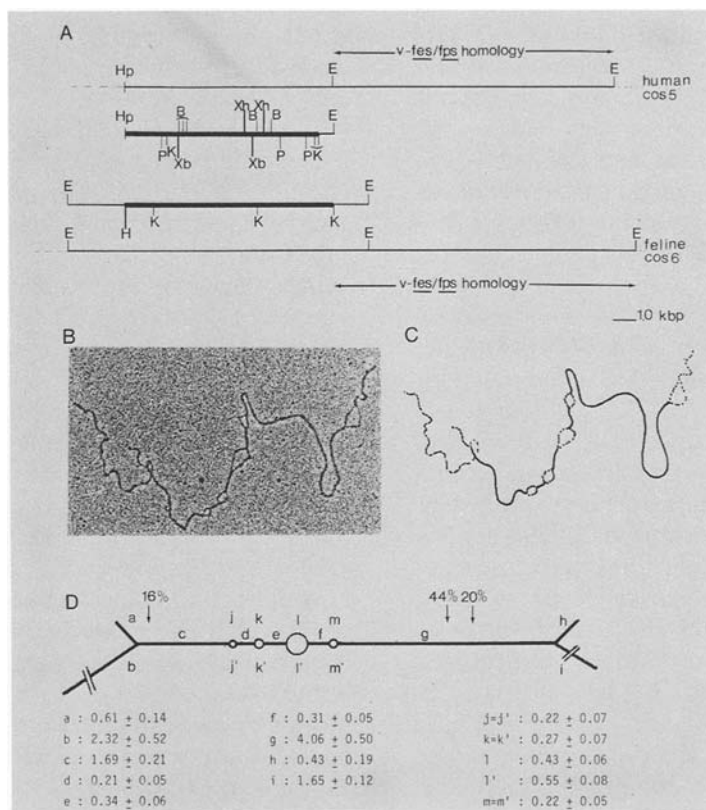 A
v-fes/fps homology
Hp E E
human
cos5
Hp B Xh Xh B B E
P K Xb Xb P P K
E E
H K K K
E E E
feline
cos6
v-fes/fps homology
1.0 kbp
B C
D
16% 44% 20%
a j k l m h
c d e f g
b j' k' l' m' i
a : 0.61 ± 0.14 f : 0.31 ± 0.05 j=j' : 0.22 ± 0.07
b : 2.32 ± 0.52 g : 4.06 ± 0.50 k=k' : 0.27 ± 0.07
c : 1.69 ± 0.21 h : 0.43 ± 0.19 l : 0.43 ± 0.06
d : 0.21 ± 0.05 i : 1.65 ± 0.12 l' : 0.55 ± 0.08
e : 0.34 ± 0.06 m=m' : 0.22 ± 0.05